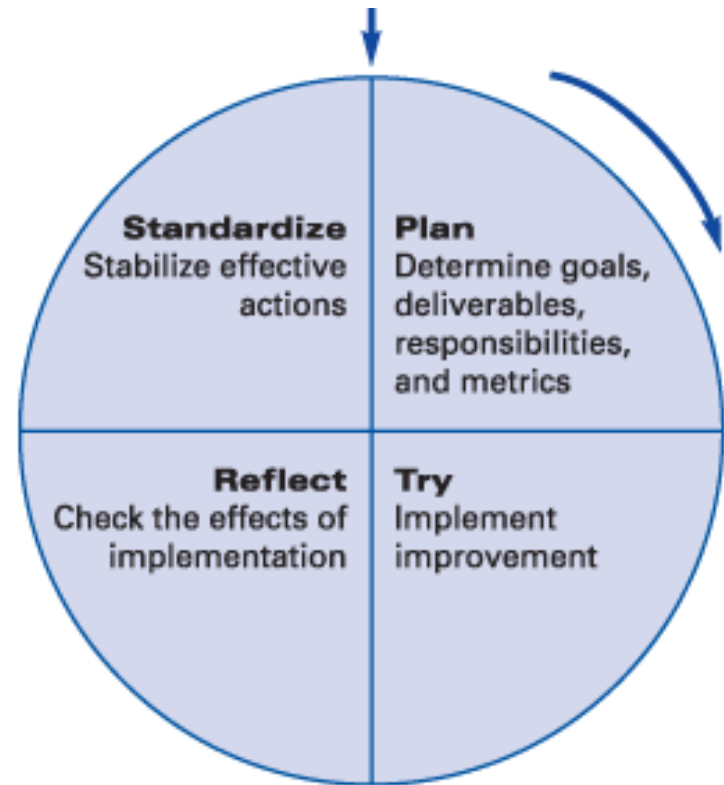 Standardize
Stabilize effective
actions
Plan
Determine goals,
deliverables,
responsibilities,
and metrics
Reflect
Check the effects of
implementation
Try
Implement
improvement